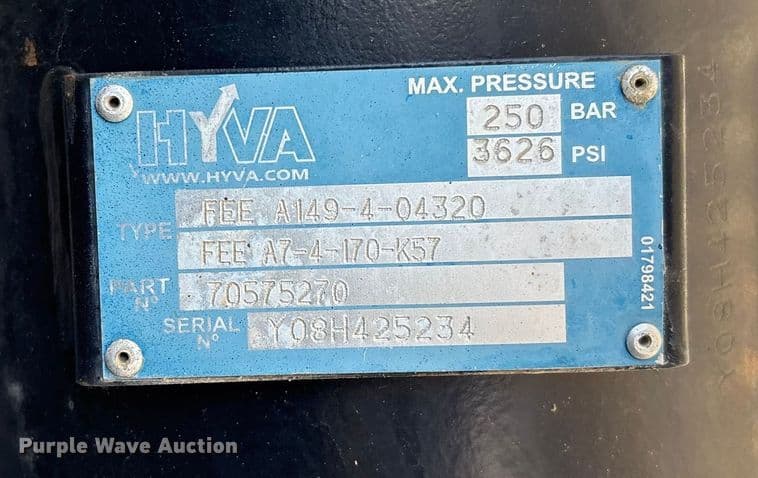 HYVA
WWW.HYVA.COM
MAX. PRESSURE
250 BAR
3626 PSI
TYPE FEE A149-4-04320
FEE A7-4-170-K57
PART N° 70575270
SERIAL N° Y08H425234
01798421
Y08H425234
Purple Wave Auction